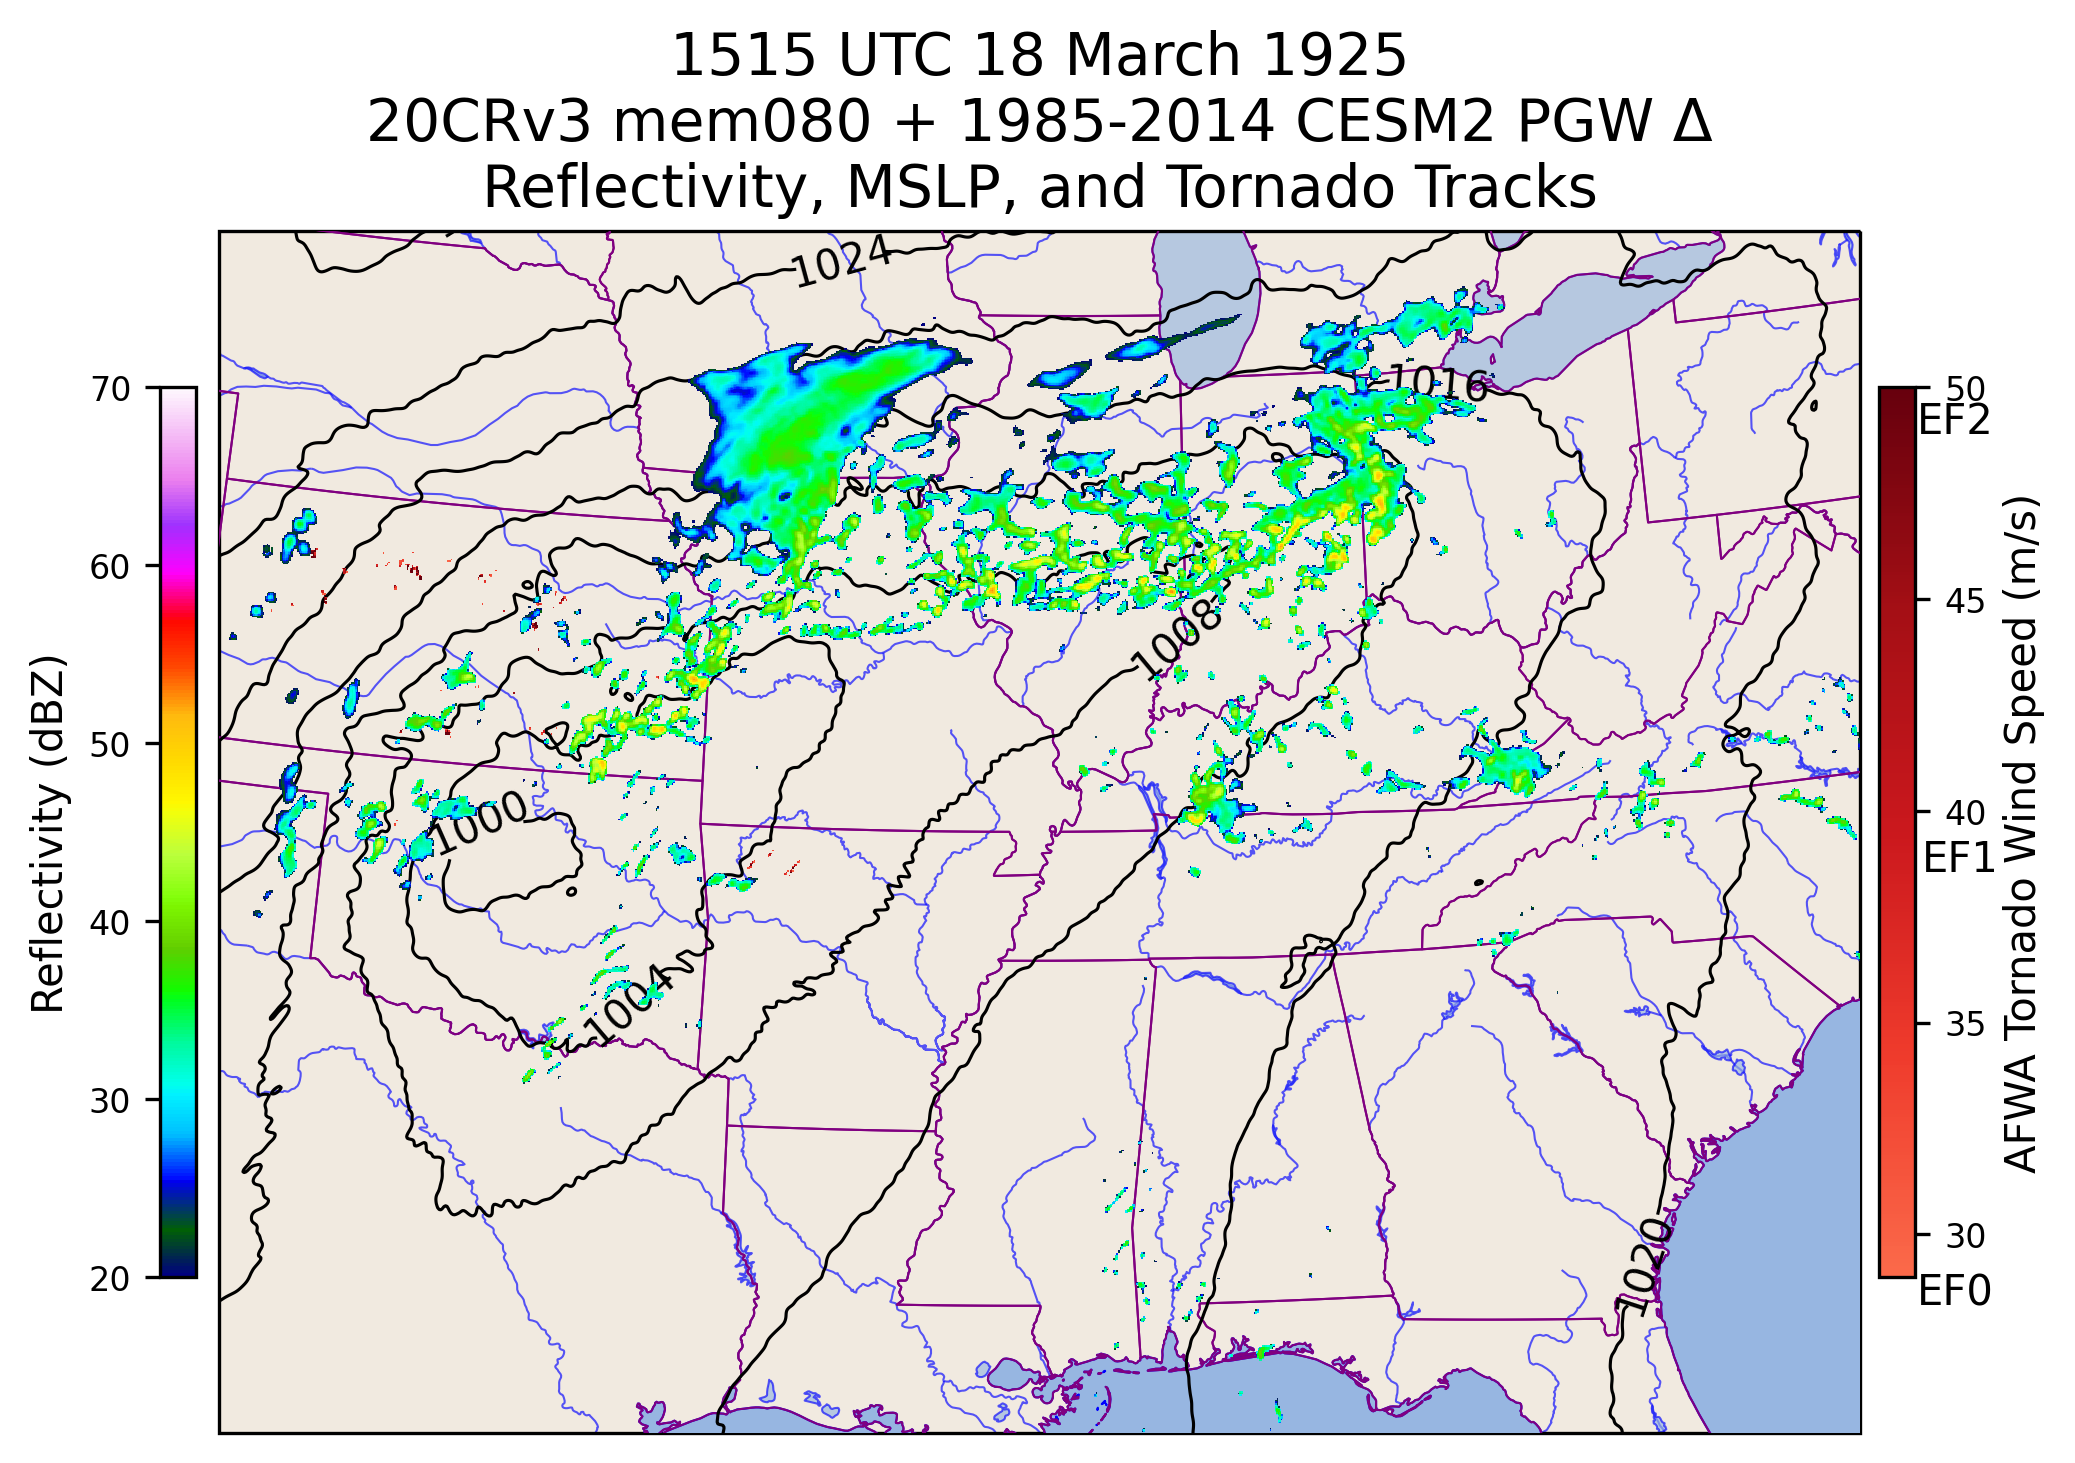 1515 UTC 18 March 1925
20CRv3 mem080 + 1985-2014 CESM2 PGW Δ
Reflectivity, MSLP, and Tornado Tracks
70
60
50
40
30
20
Reflectivity (dBZ)
1024
1016
1008
1000
1004
1020
50
EF2
45
40
EF1
35
30
EF0
AFWA Tornado Wind Speed (m/s)